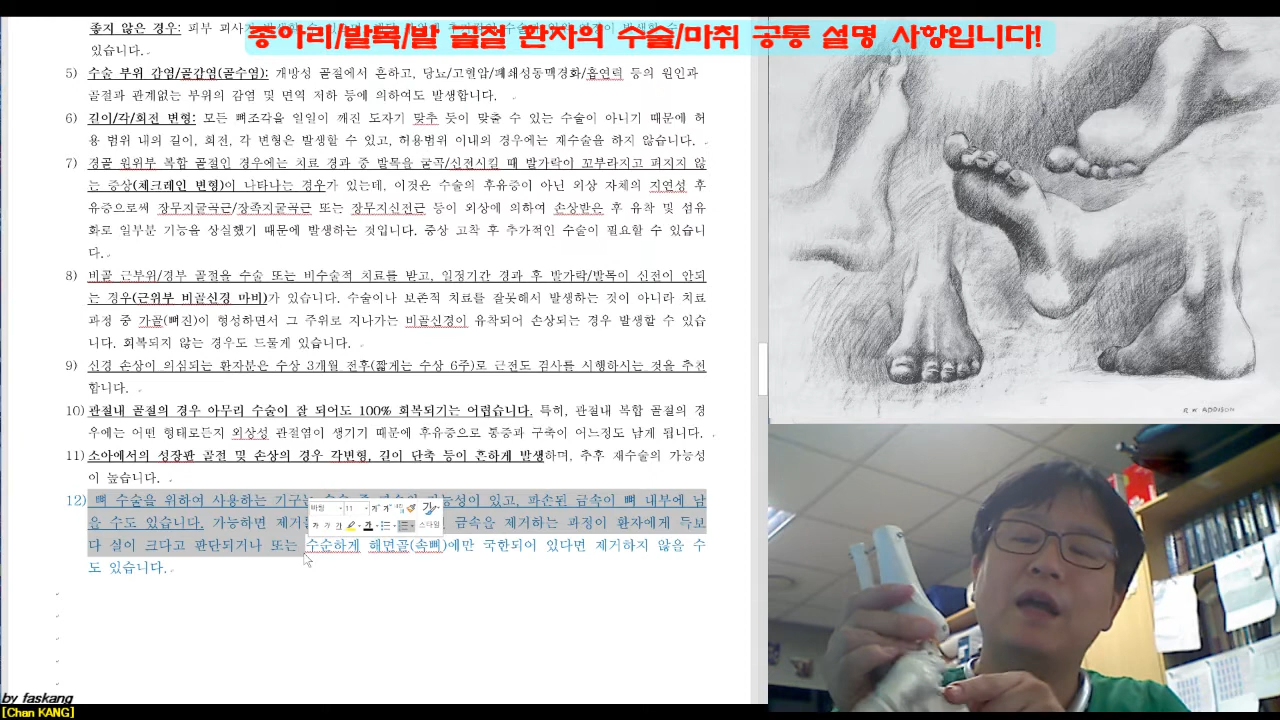 종아리/발목/발 골절 환자의 수술/마취 공통 설명 사항입니다!
좋지 않은 경우: 피부 괴사가
있습니다.
5) 수술 부위 감염/골감염(골수염): 개방성 골절에서 흔하고, 당뇨/고혈압/폐쇄성동맥경화/흡연력 등의 원인과
골절과 관계없는 부위의 감염 및 면역 저하 등에 의하여도 발생합니다.
6) 길이/각/회전 변형: 모든 뼈조각을 일일이 깨진 도자기 맞추 듯이 맞출 수 있는 수술이 아니기 때문에 허
용 범위 내의 길이, 회전, 각 변형은 발생할 수 있고, 허용범위 이내의 경우에는 재수술을 하지 않습니다.
7) 경골 원위부 복합 골절인 경우에는 치료 경과 중 발목을 굴곡/신전시킬 때 발가락이 꼬부라지고 펴지지 않
는 증상(체크레인 변형)이 나타나는 경우가 있는데, 이것은 수술의 후유증이 아닌 외상 자체의 지연성 후
유증으로써 장무지굴곡근/장족지굴곡근 또는 장무지신전근 등이 외상에 의하여 손상받은 후 유착 및 섬유
화로 일부분 기능을 상실했기 때문에 발생하는 것입니다. 증상 고착 후 추가적인 수술이 필요할 수 있습니
다.
8) 비골 근부위/경부 골절을 수술 또는 비수술적 치료를 받고, 일정기간 경과 후 발가락/발목이 신전이 안되
는 경우(근위부 비골신경 마비)가 있습니다. 수술이나 보존적 치료를 잘못해서 발생하는 것이 아니라 치료
과정 중 가골(뼈진)이 형성하면서 그 주위로 지나가는 비골신경이 유착되어 손상되는 경우 발생할 수 있습
니다. 회복되지 않는 경우도 드물게 있습니다.
9) 신경 손상이 의심되는 환자분은 수상 3개월 전후(짧게는 수상 6주)로 근전도 검사를 시행하시는 것을 추천
합니다.
10) 관절내 골절의 경우 아무리 수술이 잘 되어도 100% 회복되기는 어렵습니다. 특히, 관절내 복합 골절의 경
우에는 어떤 형태로든지 외상성 관절염이 생기기 때문에 후유증으로 통증과 구축이 어느정도 남게 됩니다.
11) 소아에서의 성장판 골절 및 손상의 경우 각변형, 길이 단축 등이 흔하게 발생하며, 추후 재수술의 가능성
이 높습니다.
12) 뼈 수술을 위하여 사용하는 기구는 있고, 파손된 금속이 뼈 내부에 남
을 수도 있습니다. 가능하면 금속을 제거하는 과정이 환자에게 득보
다 실이 크다고 판단되거나 또는 수순하게 해면골(속뼈)에만 국한되어 있다면 제거하지 않을 수
도 있습니다.
바탕 11 가 가
가 가 가 가 스타일
R W ADDISON
by faskang
[Chan KANG]